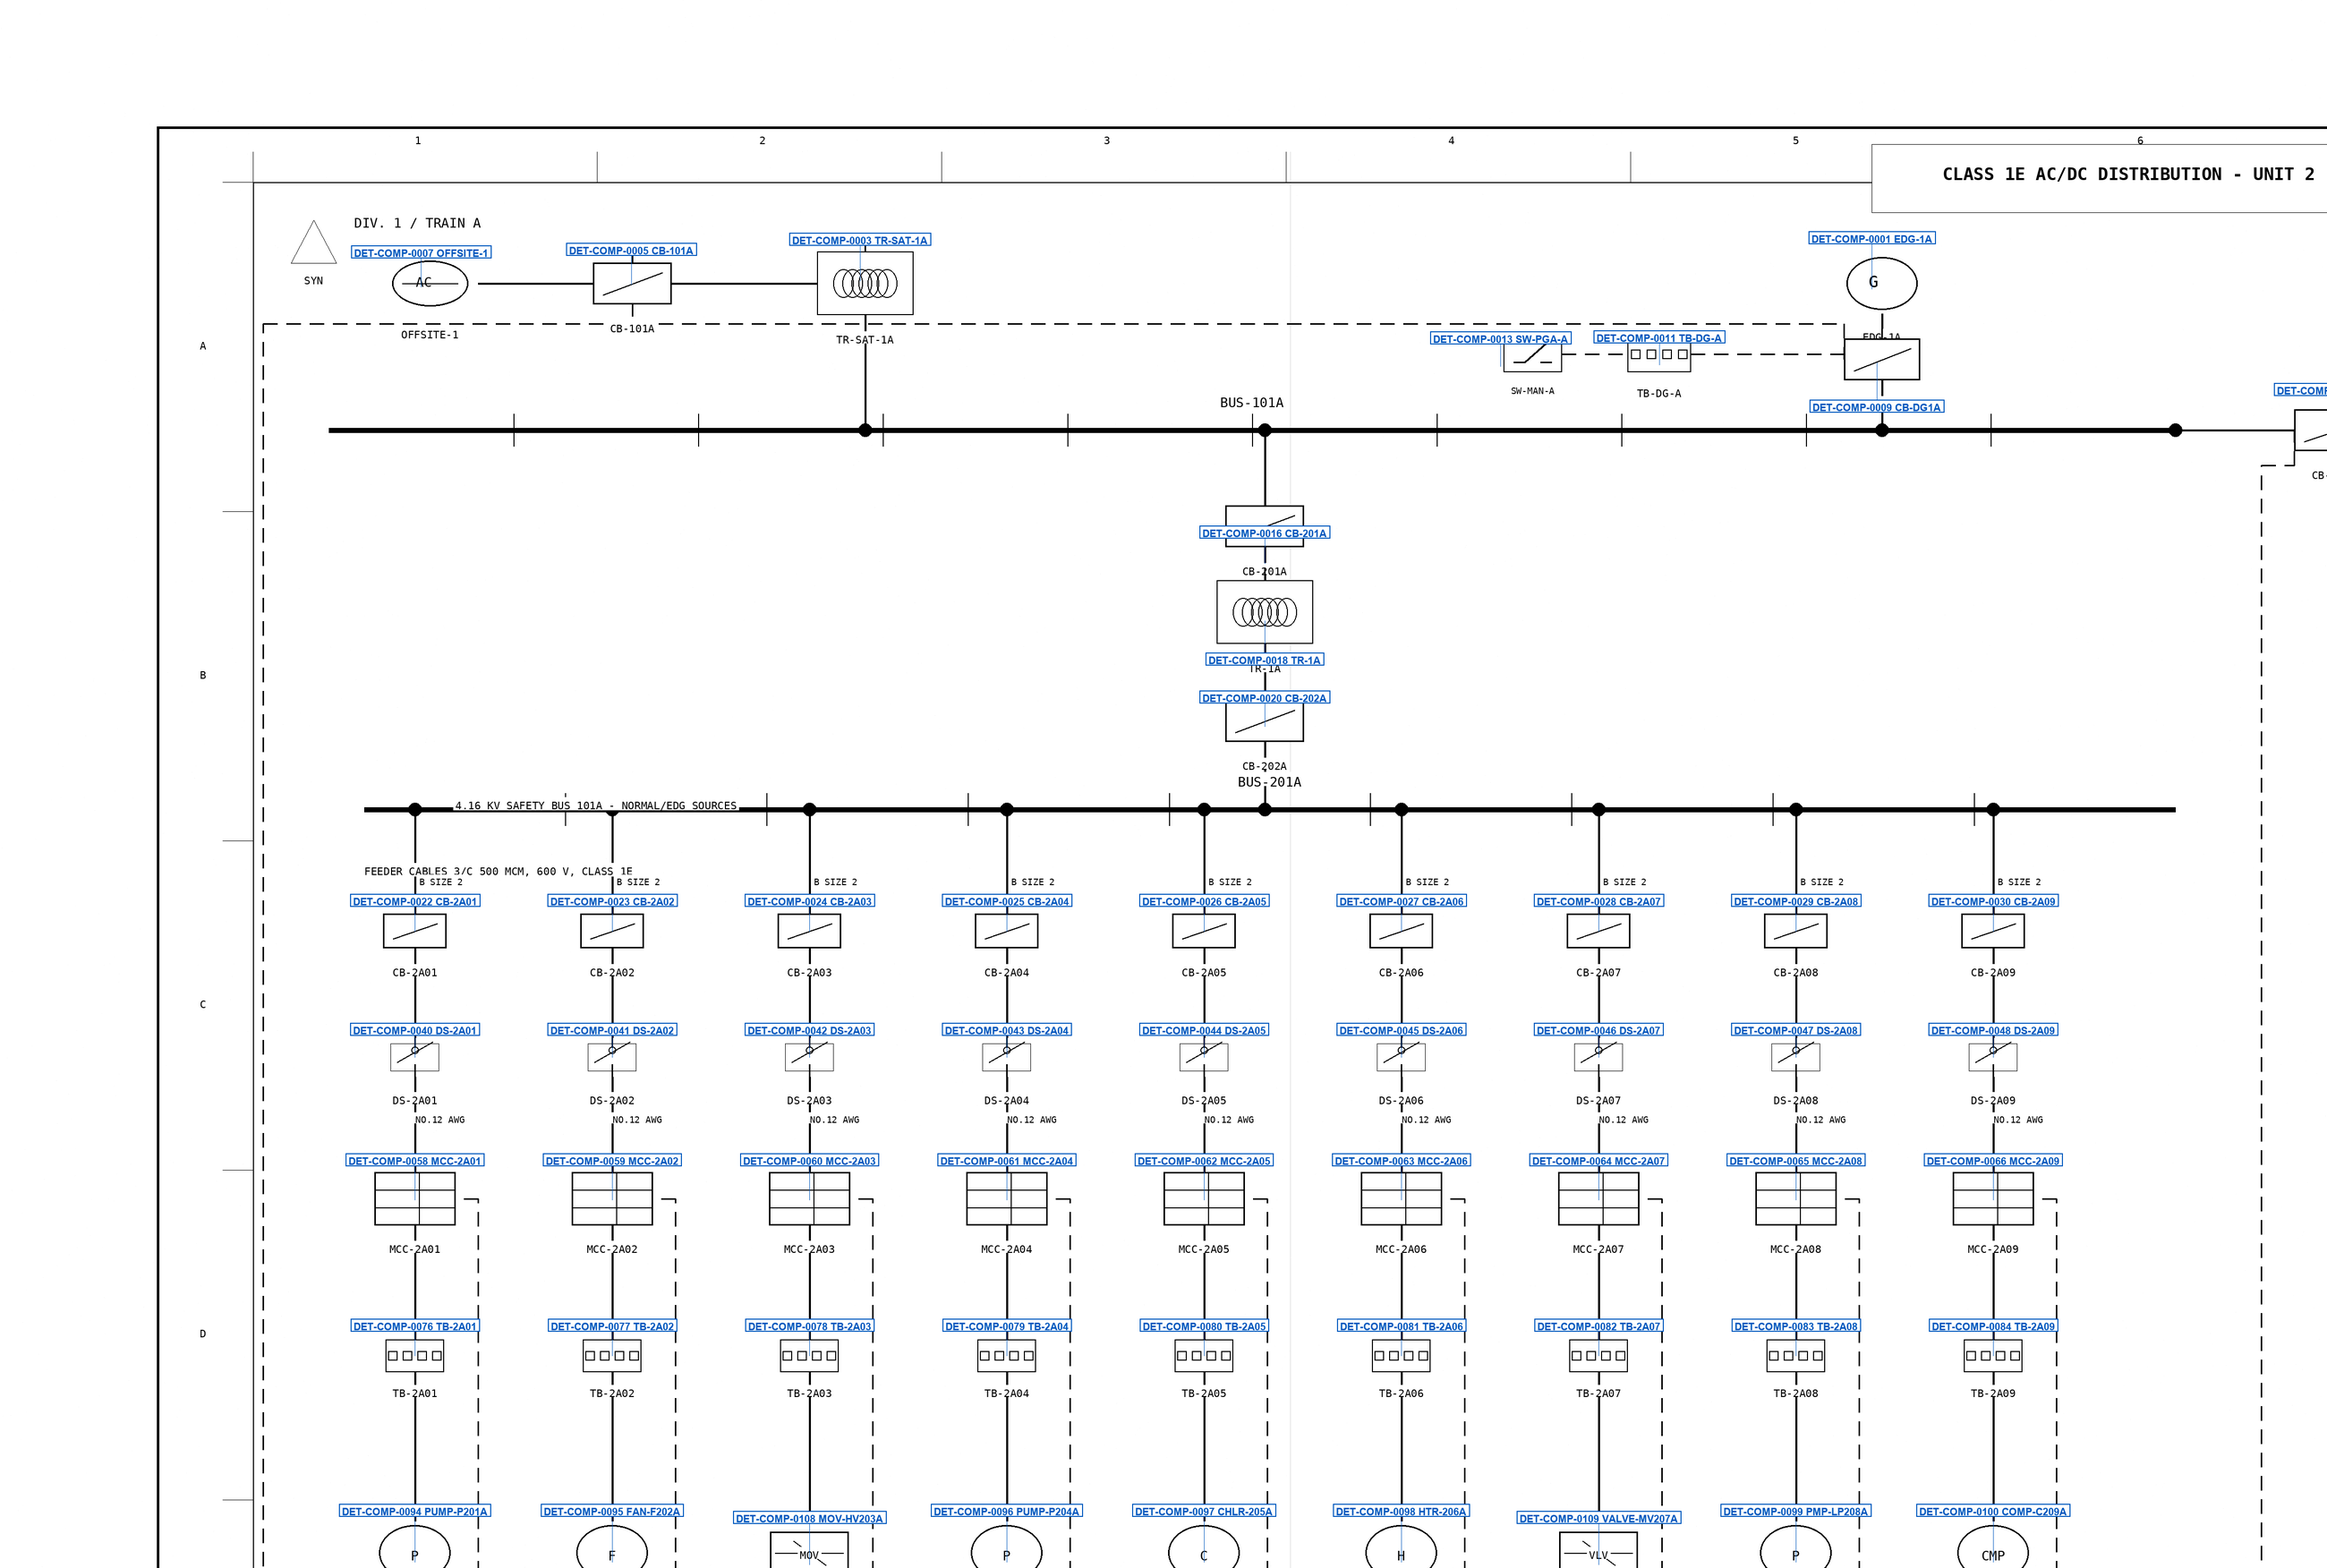 1 2 3 4 5 6
CLASS 1E AC/DC DISTRIBUTION - UNIT 2
DIV. 1 / TRAIN A
SYN
DET-COMP-0007 OFFSITE-1
DET-COMP-0005 CB-101A
DET-COMP-0003 TR-SAT-1A
DET-COMP-0001 EDG-1A
AC
G
OFFSITE-1
CB-101A
TR-SAT-1A
EDG-1A
A
DET-COMP-0013 SW-PGA-A
DET-COMP-0011 TB-DG-A
SW-MAN-A
TB-DG-A
DET-COMP-0009 CB-DG1A
DET-COMP
BUS-101A
CB-
DET-COMP-0016 CB-201A
CB-201A
B
DET-COMP-0018 TR-1A
TR-1A
DET-COMP-0020 CB-202A
CB-202A
BUS-201A
4.16 KV SAFETY BUS 101A - NORMAL/EDG SOURCES
FEEDER CABLES 3/C 500 MCM, 600 V, CLASS 1E
B SIZE 2 B SIZE 2 B SIZE 2 B SIZE 2 B SIZE 2 B SIZE 2 B SIZE 2 B SIZE 2 B SIZE 2
DET-COMP-0022 CB-2A01 DET-COMP-0023 CB-2A02 DET-COMP-0024 CB-2A03 DET-COMP-0025 CB-2A04 DET-COMP-0026 CB-2A05 DET-COMP-0027 CB-2A06 DET-COMP-0028 CB-2A07 DET-COMP-0029 CB-2A08 DET-COMP-0030 CB-2A09
CB-2A01 CB-2A02 CB-2A03 CB-2A04 CB-2A05 CB-2A06 CB-2A07 CB-2A08 CB-2A09
C
DET-COMP-0040 DS-2A01 DET-COMP-0041 DS-2A02 DET-COMP-0042 DS-2A03 DET-COMP-0043 DS-2A04 DET-COMP-0044 DS-2A05 DET-COMP-0045 DS-2A06 DET-COMP-0046 DS-2A07 DET-COMP-0047 DS-2A08 DET-COMP-0048 DS-2A09
DS-2A01 DS-2A02 DS-2A03 DS-2A04 DS-2A05 DS-2A06 DS-2A07 DS-2A08 DS-2A09
NO.12 AWG NO.12 AWG NO.12 AWG NO.12 AWG NO.12 AWG NO.12 AWG NO.12 AWG NO.12 AWG NO.12 AWG
DET-COMP-0058 MCC-2A01 DET-COMP-0059 MCC-2A02 DET-COMP-0060 MCC-2A03 DET-COMP-0061 MCC-2A04 DET-COMP-0062 MCC-2A05 DET-COMP-0063 MCC-2A06 DET-COMP-0064 MCC-2A07 DET-COMP-0065 MCC-2A08 DET-COMP-0066 MCC-2A09
MCC-2A01 MCC-2A02 MCC-2A03 MCC-2A04 MCC-2A05 MCC-2A06 MCC-2A07 MCC-2A08 MCC-2A09
D
DET-COMP-0076 TB-2A01 DET-COMP-0077 TB-2A02 DET-COMP-0078 TB-2A03 DET-COMP-0079 TB-2A04 DET-COMP-0080 TB-2A05 DET-COMP-0081 TB-2A06 DET-COMP-0082 TB-2A07 DET-COMP-0083 TB-2A08 DET-COMP-0084 TB-2A09
TB-2A01 TB-2A02 TB-2A03 TB-2A04 TB-2A05 TB-2A06 TB-2A07 TB-2A08 TB-2A09
DET-COMP-0094 PUMP-P201A DET-COMP-0095 FAN-F202A DET-COMP-0108 MOV-HV203A DET-COMP-0096 PUMP-P204A DET-COMP-0097 CHLR-205A DET-COMP-0098 HTR-206A DET-COMP-0109 VALVE-MV207A DET-COMP-0099 PMP-LP208A DET-COMP-0100 COMP-C209A
P F MOV P C H VLV P CMP